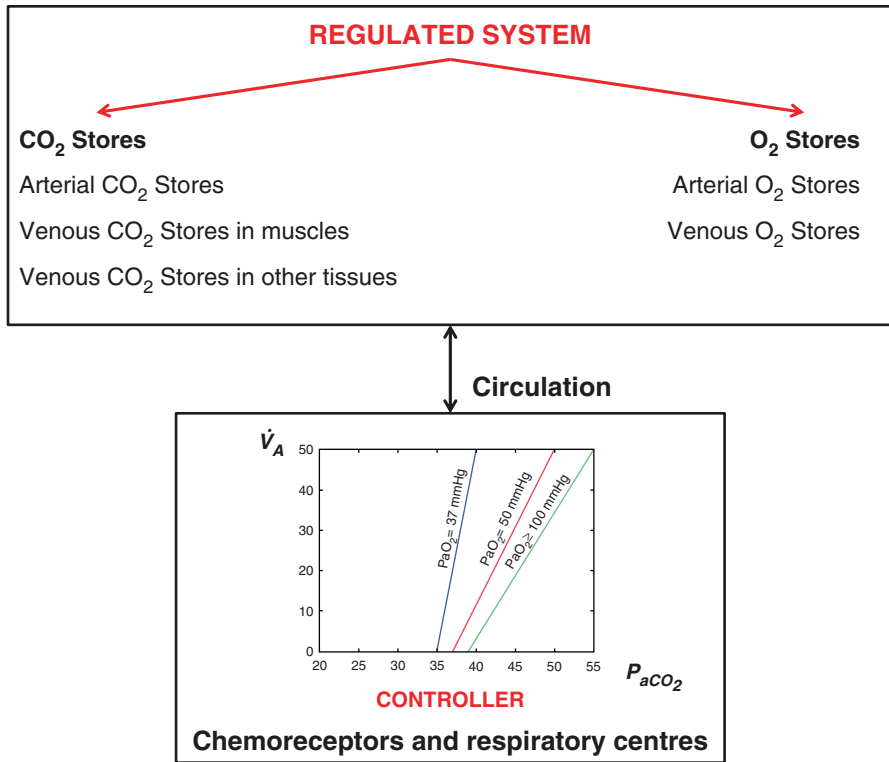 REGULATED SYSTEM
CO₂ Stores
Arterial CO₂ Stores
Venous CO₂ Stores in muscles
Venous CO₂ Stores in other tissues
O₂ Stores
Arterial O₂ Stores
Venous O₂ Stores
Circulation
V̇_A
50
40
30
20
10
0
PaO₂= 37 mmHg
PaO₂= 50 mmHg
PaO₂≥ 100 mmHg
20 25 30 35 40 45 50 55
P_aCO₂
CONTROLLER
Chemoreceptors and respiratory centres